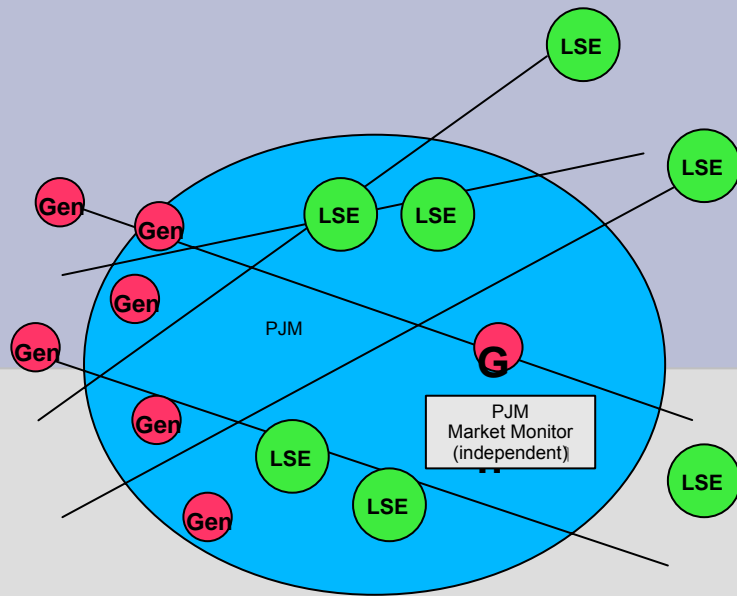 LSE
LSE
Gen
LSE
LSE
Gen
Gen
PJM
Gen
G
PJM
Market Monitor
(independent)
Gen
LSE
LSE
LSE
Gen